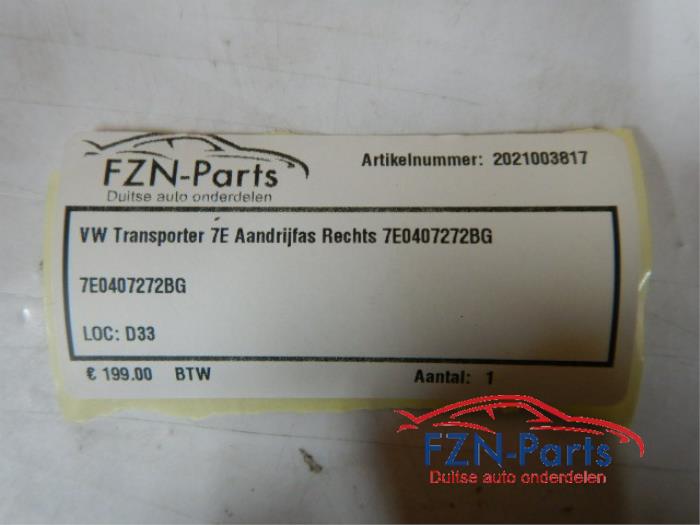 FZN-Parts
Duitse auto onderdelen
Artikelnummer: 2021003817
VW Transporter 7E Aandrijfas Rechts 7E0407272BG
7E0407272BG
LOC: D33
€ 199.00 BTW
Aantal: 1
FZN-Parts
Duitse auto onderdelen